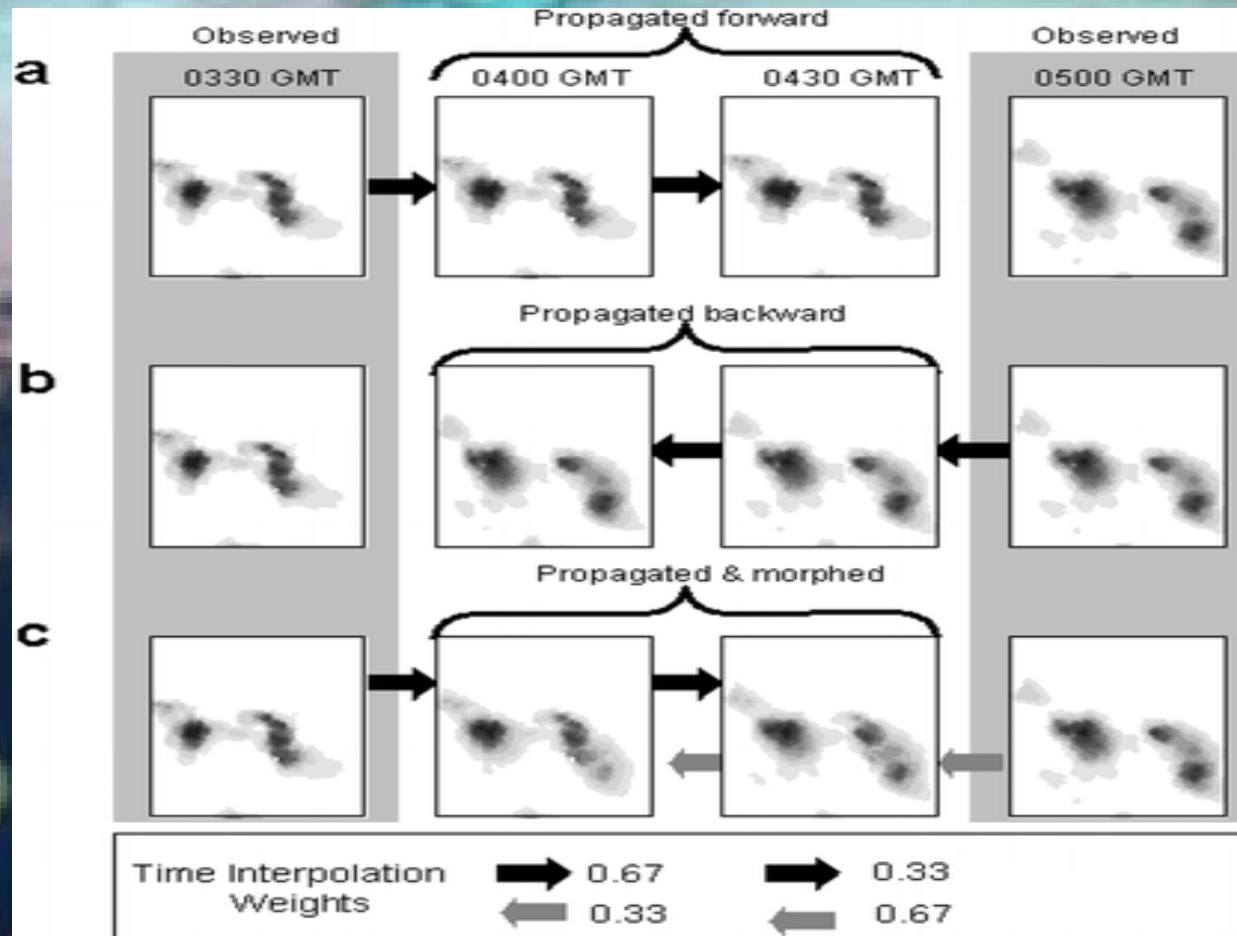 Propagated forward
Observed
Observed
a
0330 GMT
0400 GMT
0430 GMT
0500 GMT
Propagated backward
b
Propagated & morphed
c
Time Interpolation
Weights
0.67
0.33
0.33
0.67